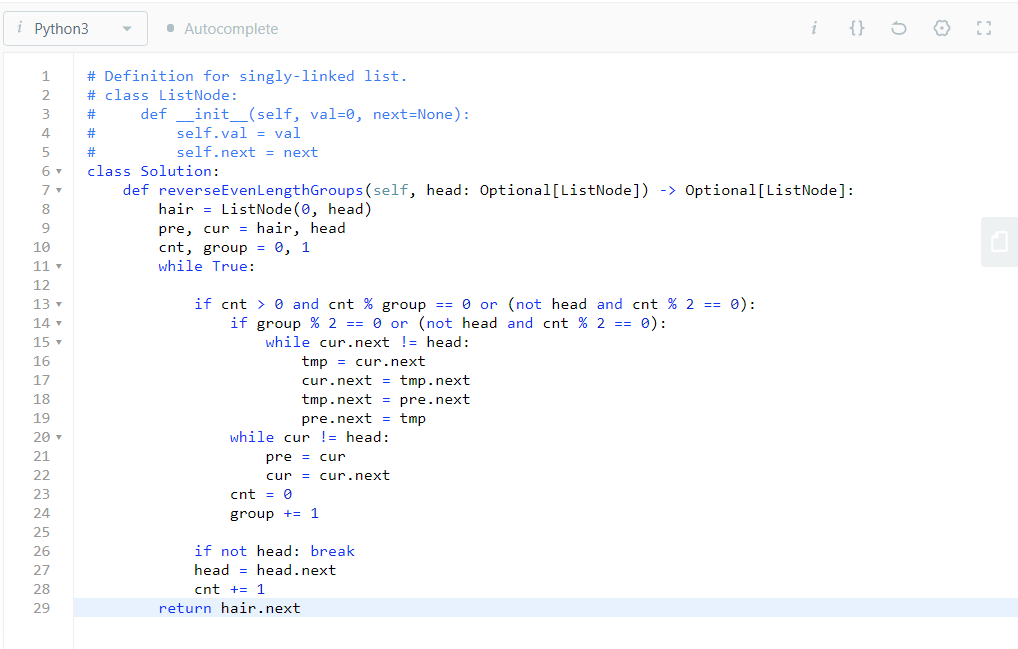 i Python3 Autocomplete i {}
1 # Definition for singly-linked list.
2 # class ListNode:
3 #     def __init__(self, val=0, next=None):
4 #         self.val = val
5 #         self.next = next
6 class Solution:
7     def reverseEvenLengthGroups(self, head: Optional[ListNode]) -> Optional[ListNode]:
8         hair = ListNode(0, head)
9         pre, cur = hair, head
10         cnt, group = 0, 1
11         while True:
12
13             if cnt > 0 and cnt % group == 0 or (not head and cnt % 2 == 0):
14                 if group % 2 == 0 or (not head and cnt % 2 == 0):
15                     while cur.next != head:
16                         tmp = cur.next
17                         cur.next = tmp.next
18                         tmp.next = pre.next
19                         pre.next = tmp
20                 while cur != head:
21                     pre = cur
22                     cur = cur.next
23                 cnt = 0
24                 group += 1
25
26             if not head: break
27             head = head.next
28             cnt += 1
29         return hair.next